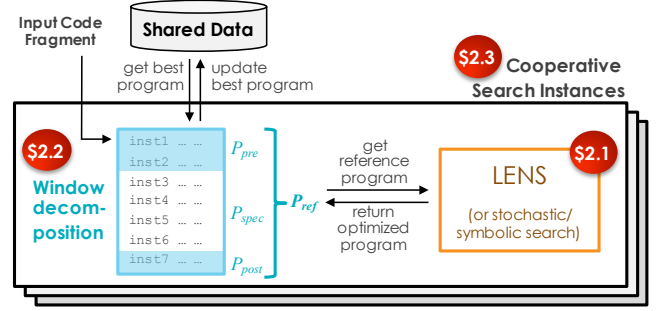 Input Code
Fragment
Shared Data
get best
program
update
best program
$2.3
Cooperative
Search Instances
$2.2
Window
decom-
position
inst1 … …
inst2 … …
inst3 … …
inst4 … …
inst5 … …
inst6 … …
inst7 … …
Ppre
Pspec
Ppost
Pref
get
reference
program
return
optimized
program
$2.1
LENS
(or stochastic/
symbolic search)